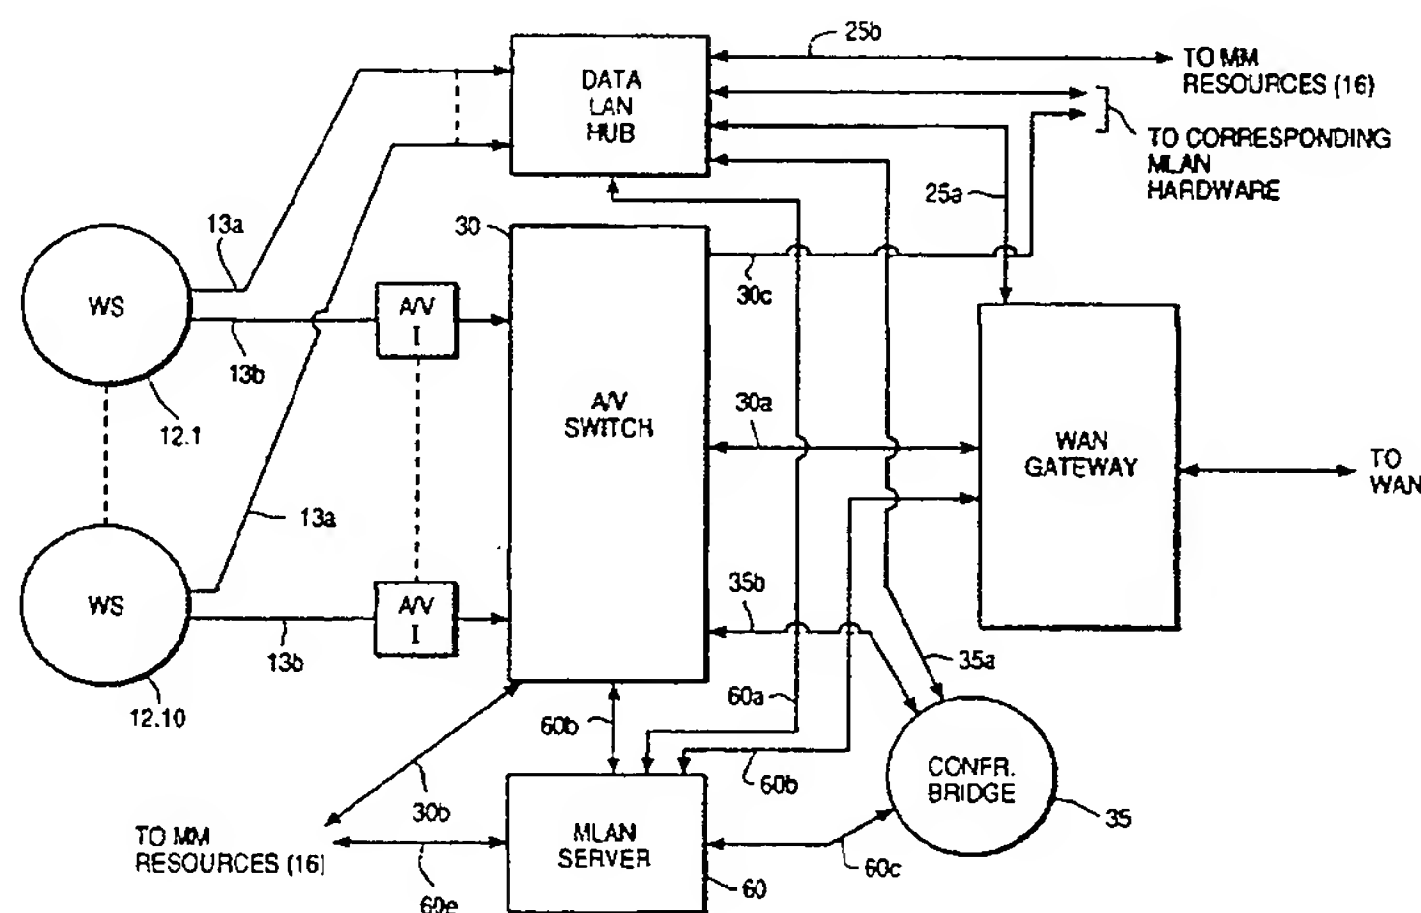 25b
TO MM
RESOURCES (16)
DATA
LAN
HUB
TO CORRESPONDING
MLAN
HARDWARE
25a
13a
30
WS
A/V
I
30c
13b
12.1
A/V
SWITCH
30a
WAN
GATEWAY
TO
WAN
13a
WS
A/V
I
35b
13b
35a
12.10
60b
60a
60b
CONFR.
BRIDGE
30b
35
TO MM
RESOURCES (16)
MLAN
SERVER
60c
60
60e